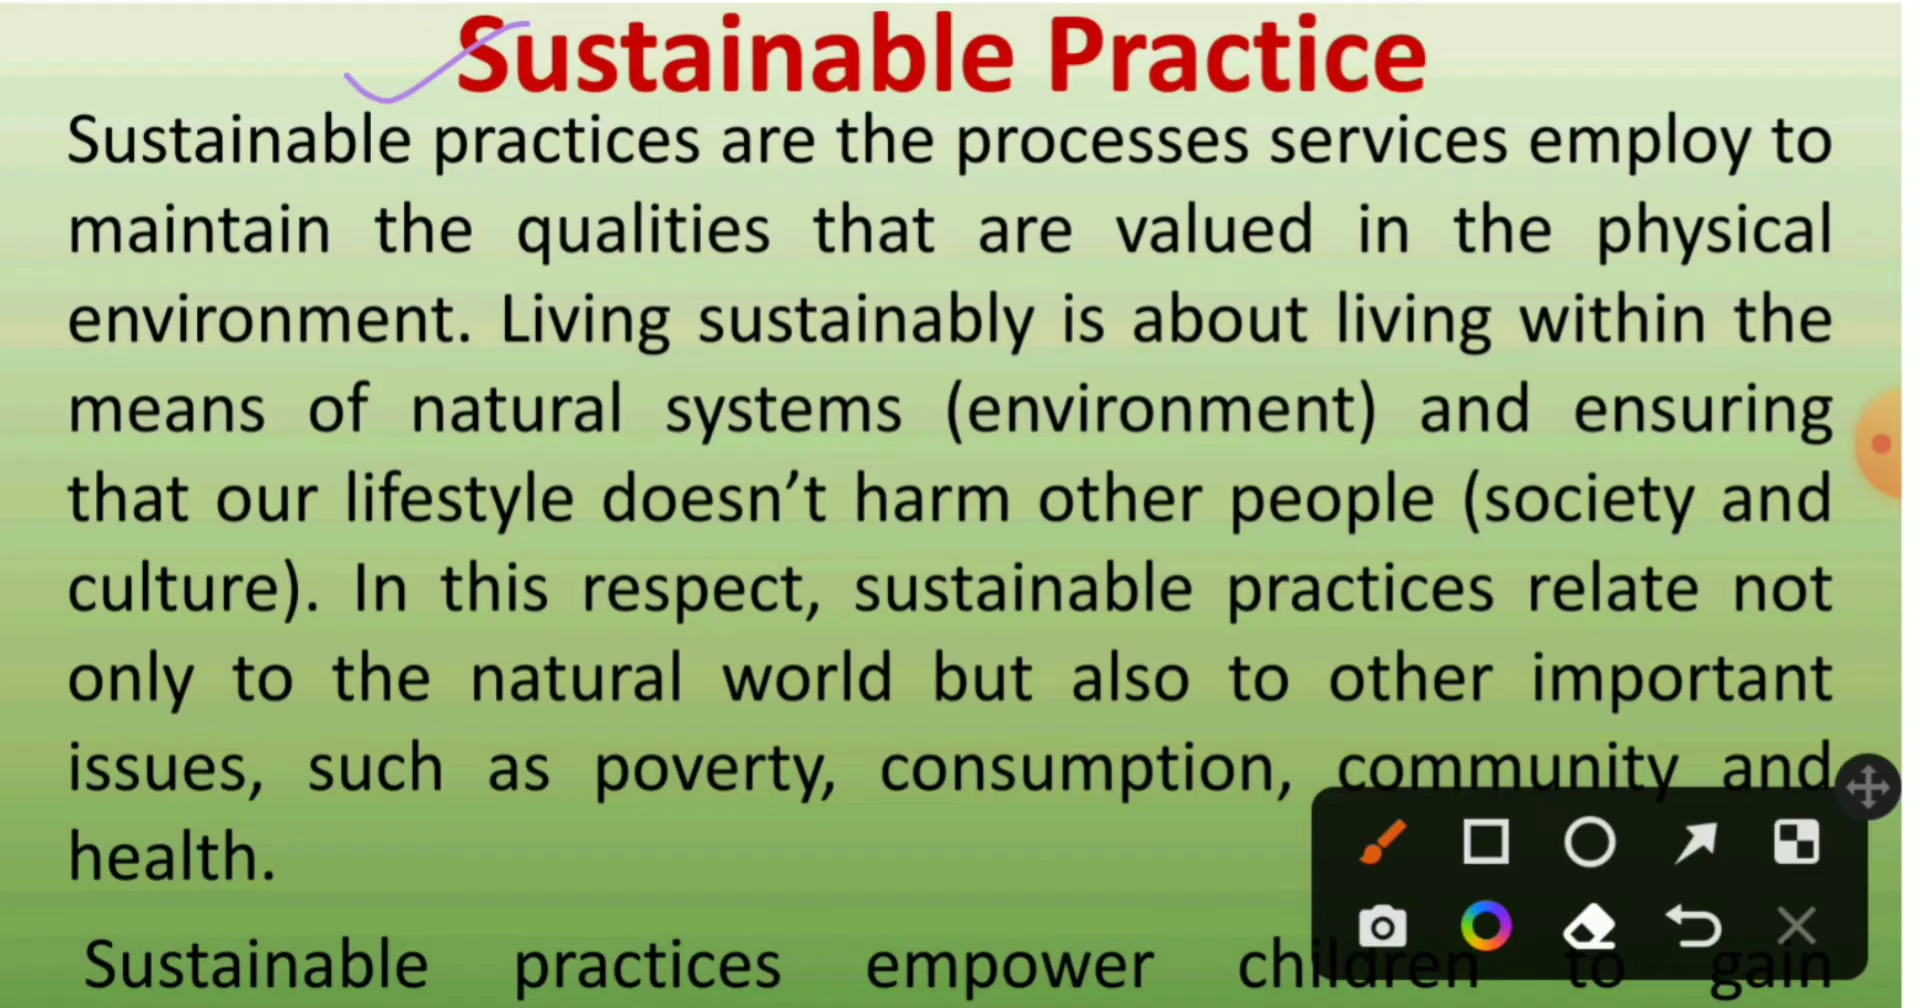 Sustainable Practice
Sustainable practices are the processes services employ to
maintain the qualities that are valued in the physical
environment. Living sustainably is about living within the
means of natural systems (environment) and ensuring
that our lifestyle doesn’t harm other people (society and
culture). In this respect, sustainable practices relate not
only to the natural world but also to other important
issues, such as poverty, consumption, community and
health.
Sustainable practices empower children to gain